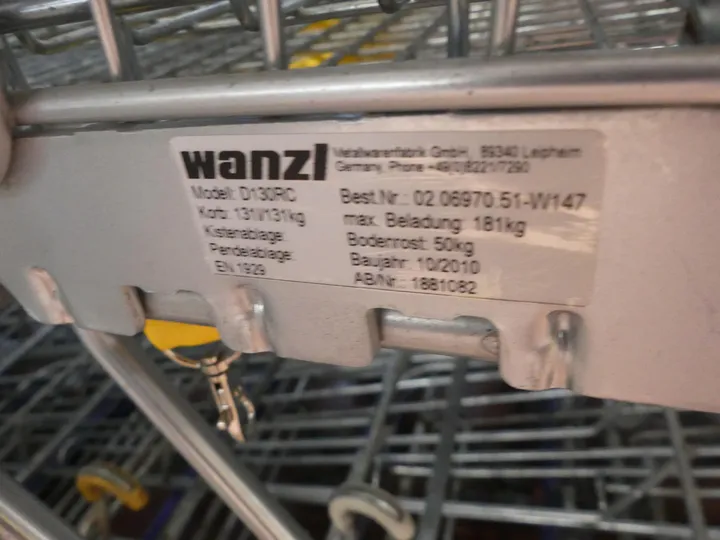 wanzl
Metallwarenfabrik GmbH, 89340 Leipheim
Germany, Phone +49(0)8221/7290
Modell: D130RC
Best.Nr.: 02.06970.51-W147
Korb: 131l/131kg
max. Beladung: 181kg
Kistenablage:
Bodenrost: 50kg
Pendelablage:
Baujahr: 10/2010
EN 1929
AB/Nr.: 1881082